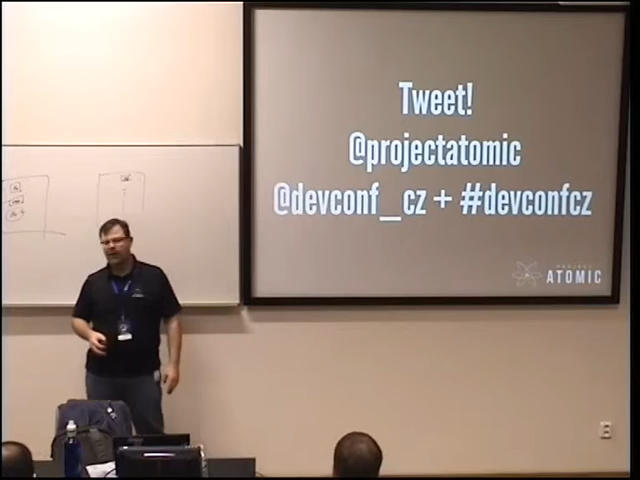 Tweet!
@projectatomic
@devconf_cz + #devconfcz
PROJECT
ATOMIC